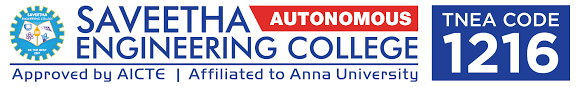 SAVEETHA AUTONOMOUS
ENGINEERING COLLEGE
Approved by AICTE | Affiliated to Anna University
TNEA CODE
1216